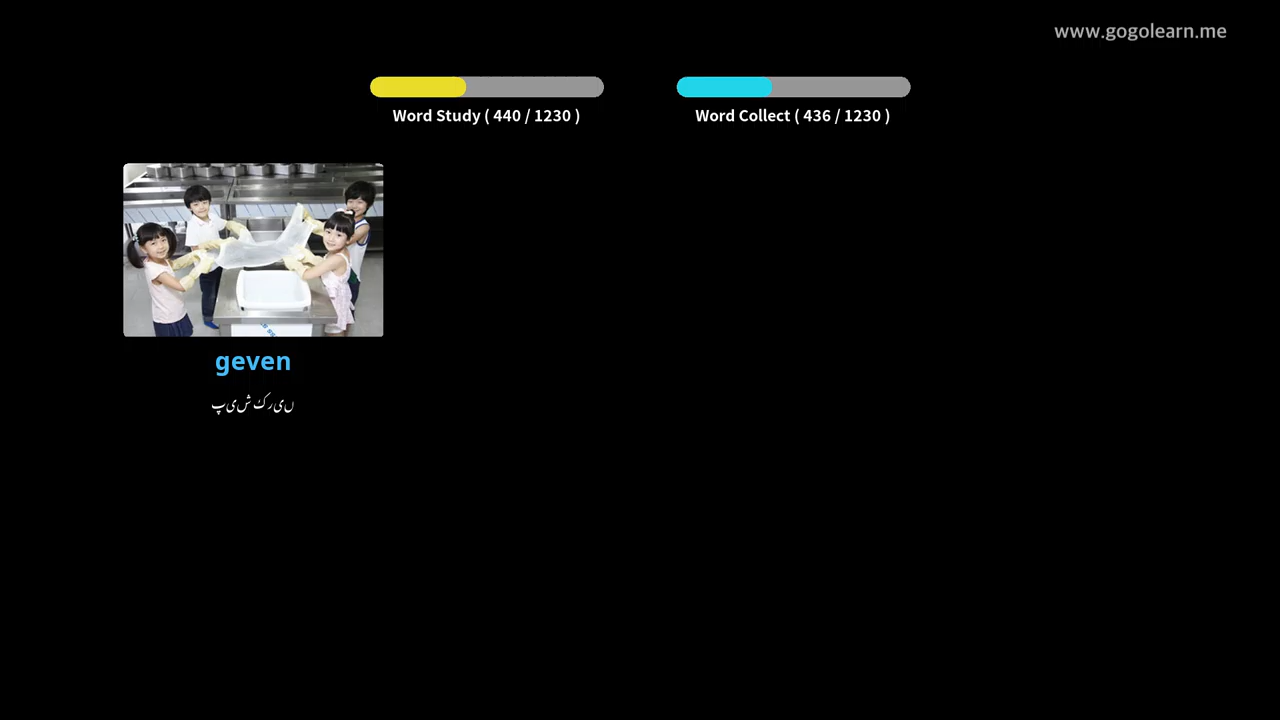 www.gogolearn.me
Word Study ( 440 / 1230 )
Word Collect ( 436 / 1230 )
geven
پیش کریں